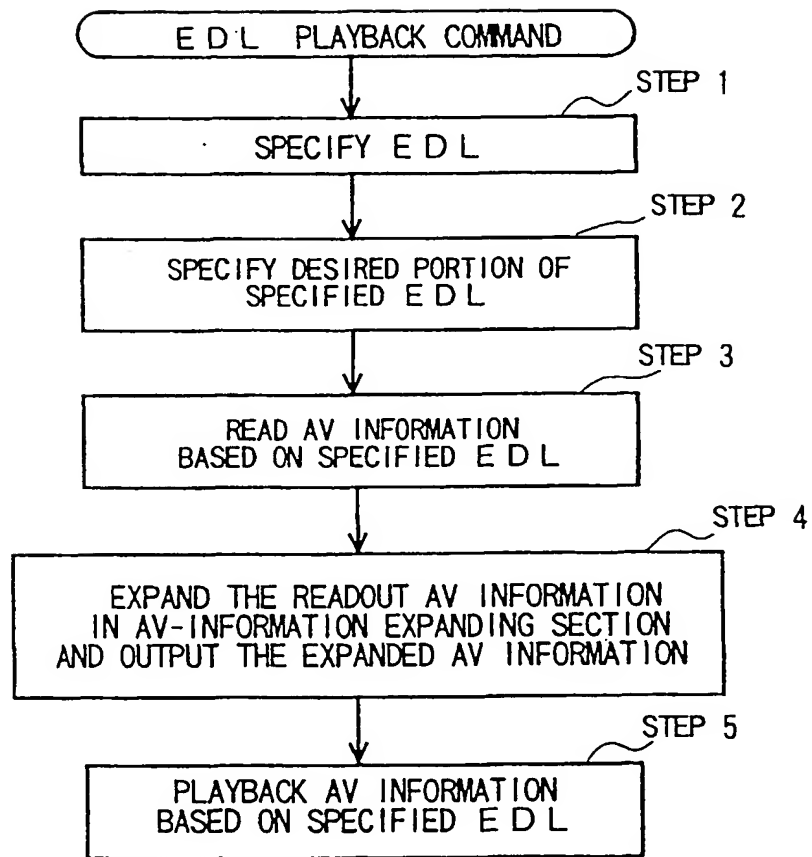 EDL PLAYBACK COMMAND
STEP 1
SPECIFY EDL
STEP 2
SPECIFY DESIRED PORTION OF
SPECIFIED EDL
STEP 3
READ AV INFORMATION
BASED ON SPECIFIED EDL
STEP 4
EXPAND THE READOUT AV INFORMATION
IN AV-INFORMATION EXPANDING SECTION
AND OUTPUT THE EXPANDED AV INFORMATION
STEP 5
PLAYBACK AV INFORMATION
BASED ON SPECIFIED EDL